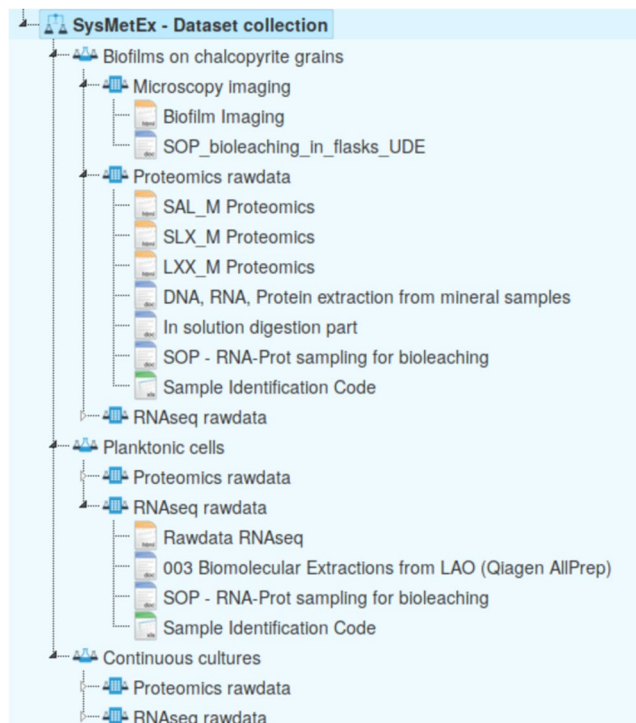 SysMetEx - Dataset collection
Biofilms on chalcopyrite grains
Microscopy imaging
Biofilm Imaging
SOP_bioleaching_in_flasks_UDE
Proteomics rawdata
SAL_M Proteomics
SLX_M Proteomics
LXX_M Proteomics
DNA, RNA, Protein extraction from mineral samples
In solution digestion part
SOP - RNA-Prot sampling for bioleaching
Sample Identification Code
RNAseq rawdata
Planktonic cells
Proteomics rawdata
RNAseq rawdata
Rawdata RNAseq
003 Biomolecular Extractions from LAO (Qiagen AllPrep)
SOP - RNA-Prot sampling for bioleaching
Sample Identification Code
Continuous cultures
Proteomics rawdata
RNAseq rawdata